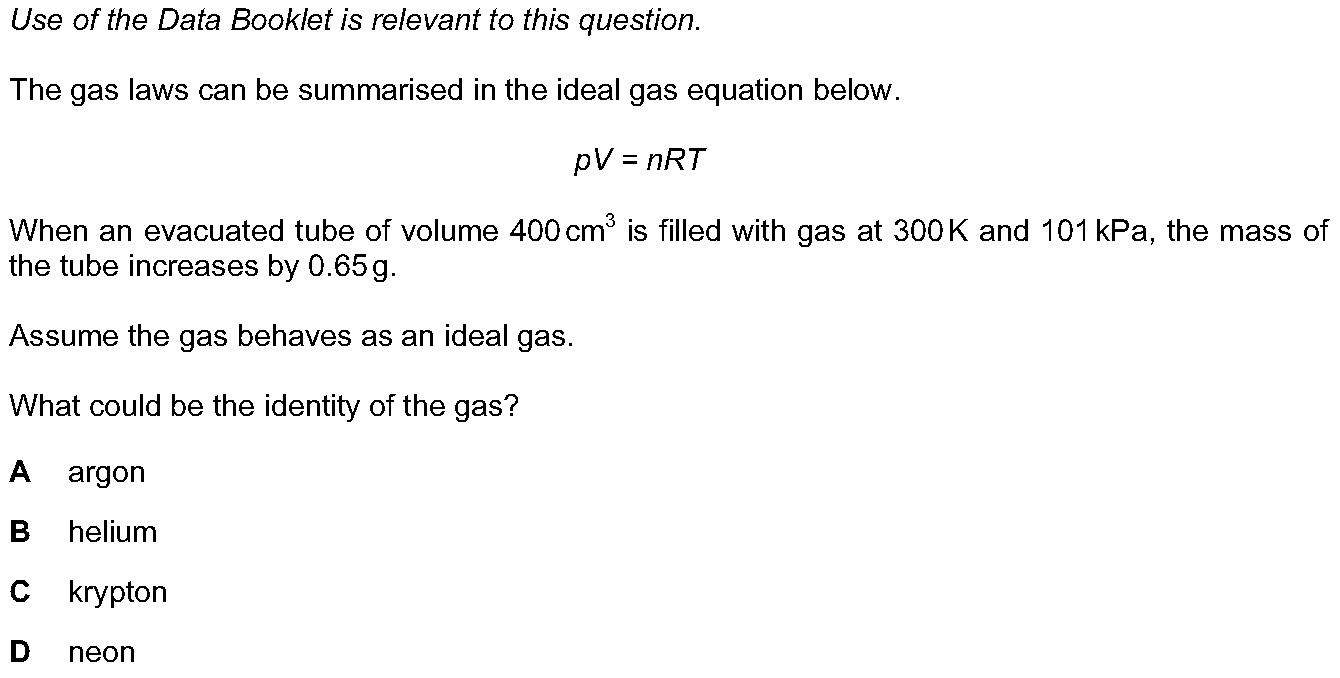 Use of the Data Booklet is relevant to this question.
The gas laws can be summarised in the ideal gas equation below.
pV = nRT
When an evacuated tube of volume 400 cm³ is filled with gas at 300 K and 101 kPa, the mass of
the tube increases by 0.65 g.
Assume the gas behaves as an ideal gas.
What could be the identity of the gas?
A argon
B helium
C krypton
D neon